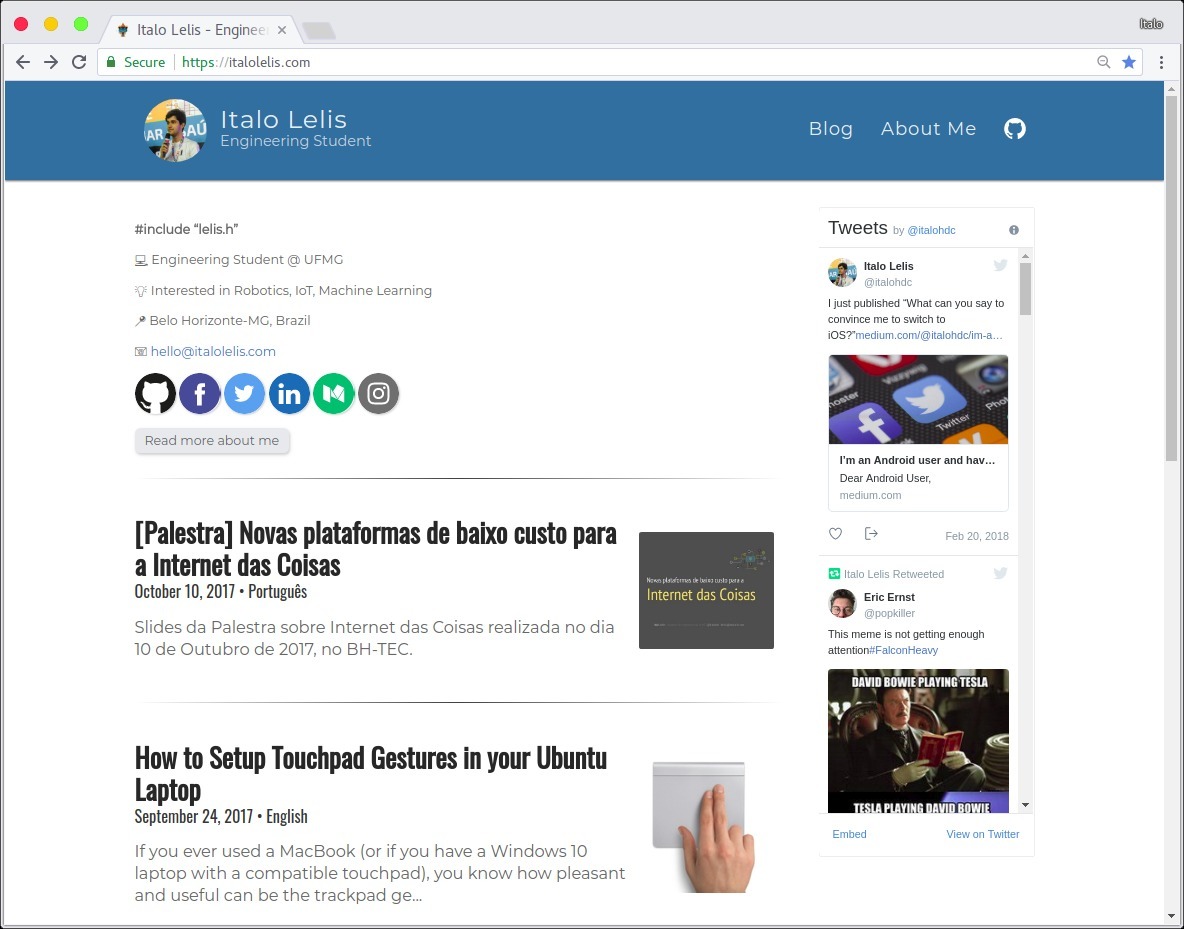 Italo Lelis - Enginee
Italo
Secure
https://italolelis.com
Italo Lelis
Engineering Student
Blog
About Me
#include “lelis.h”
Engineering Student @ UFMG
Interested in Robotics, IoT, Machine Learning
Belo Horizonte-MG, Brazil
hello@italolelis.com
Read more about me
[Palestra] Novas plataformas de baixo custo para
a Internet das Coisas
October 10, 2017 • Português
Slides da Palestra sobre Internet das Coisas realizada no dia
10 de Outubro de 2017, no BH-TEC.
Novas plataformas de baixo custo para a
Internet das Coisas
How to Setup Touchpad Gestures in your Ubuntu
Laptop
September 24, 2017 • English
If you ever used a MacBook (or if you have a Windows 10
laptop with a compatible touchpad), you know how pleasant
and useful can be the trackpad ge...
Tweets by @italohdc
Italo Lelis
@italohdc
I just published “What can you say to
convince me to switch to
iOS?”medium.com/@italohdc/im-a…
Twitter
I’m an Android user and hav…
Dear Android User,
medium.com
Feb 20, 2018
Italo Lelis Retweeted
Eric Ernst
@popkiller
This meme is not getting enough
attention#FalconHeavy
DAVID BOWIE PLAYING TESLA
TESLA PLAYING DAVID BOWIE
Embed
View on Twitter